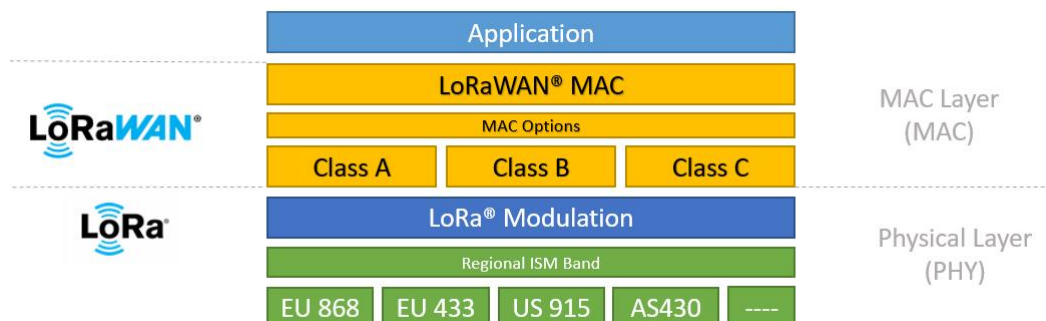 Application
LoRaWAN® MAC
MAC Options
Class A Class B Class C
LoRaWAN®
MAC Layer
(MAC)
LoRa® Modulation
LoRa®
Regional ISM Band
Physical Layer
(PHY)
EU 868 EU 433 US 915 AS430 ----